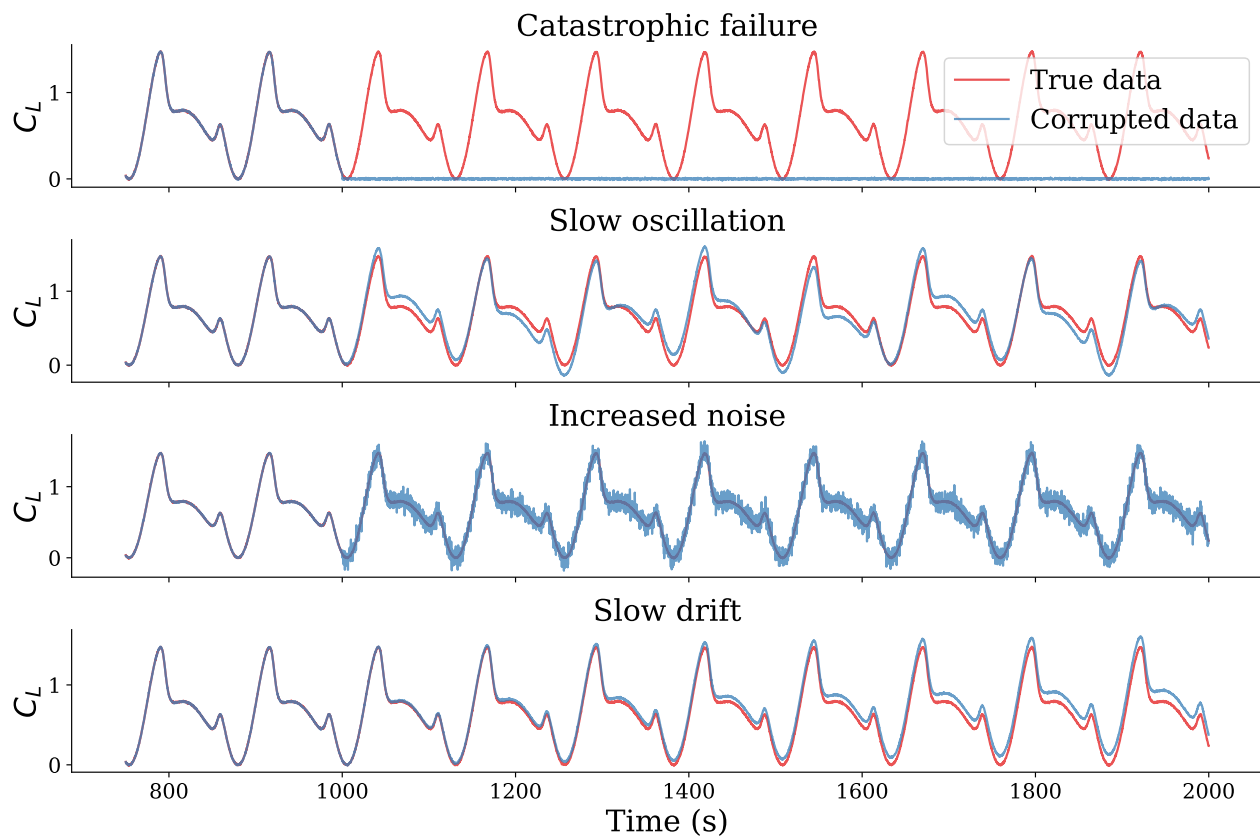 Catastrophic failure
C_L
1
0
True data
Corrupted data
Slow oscillation
C_L
1
0
Increased noise
C_L
1
0
Slow drift
C_L
1
0
800 1000 1200 1400 1600 1800 2000
Time (s)